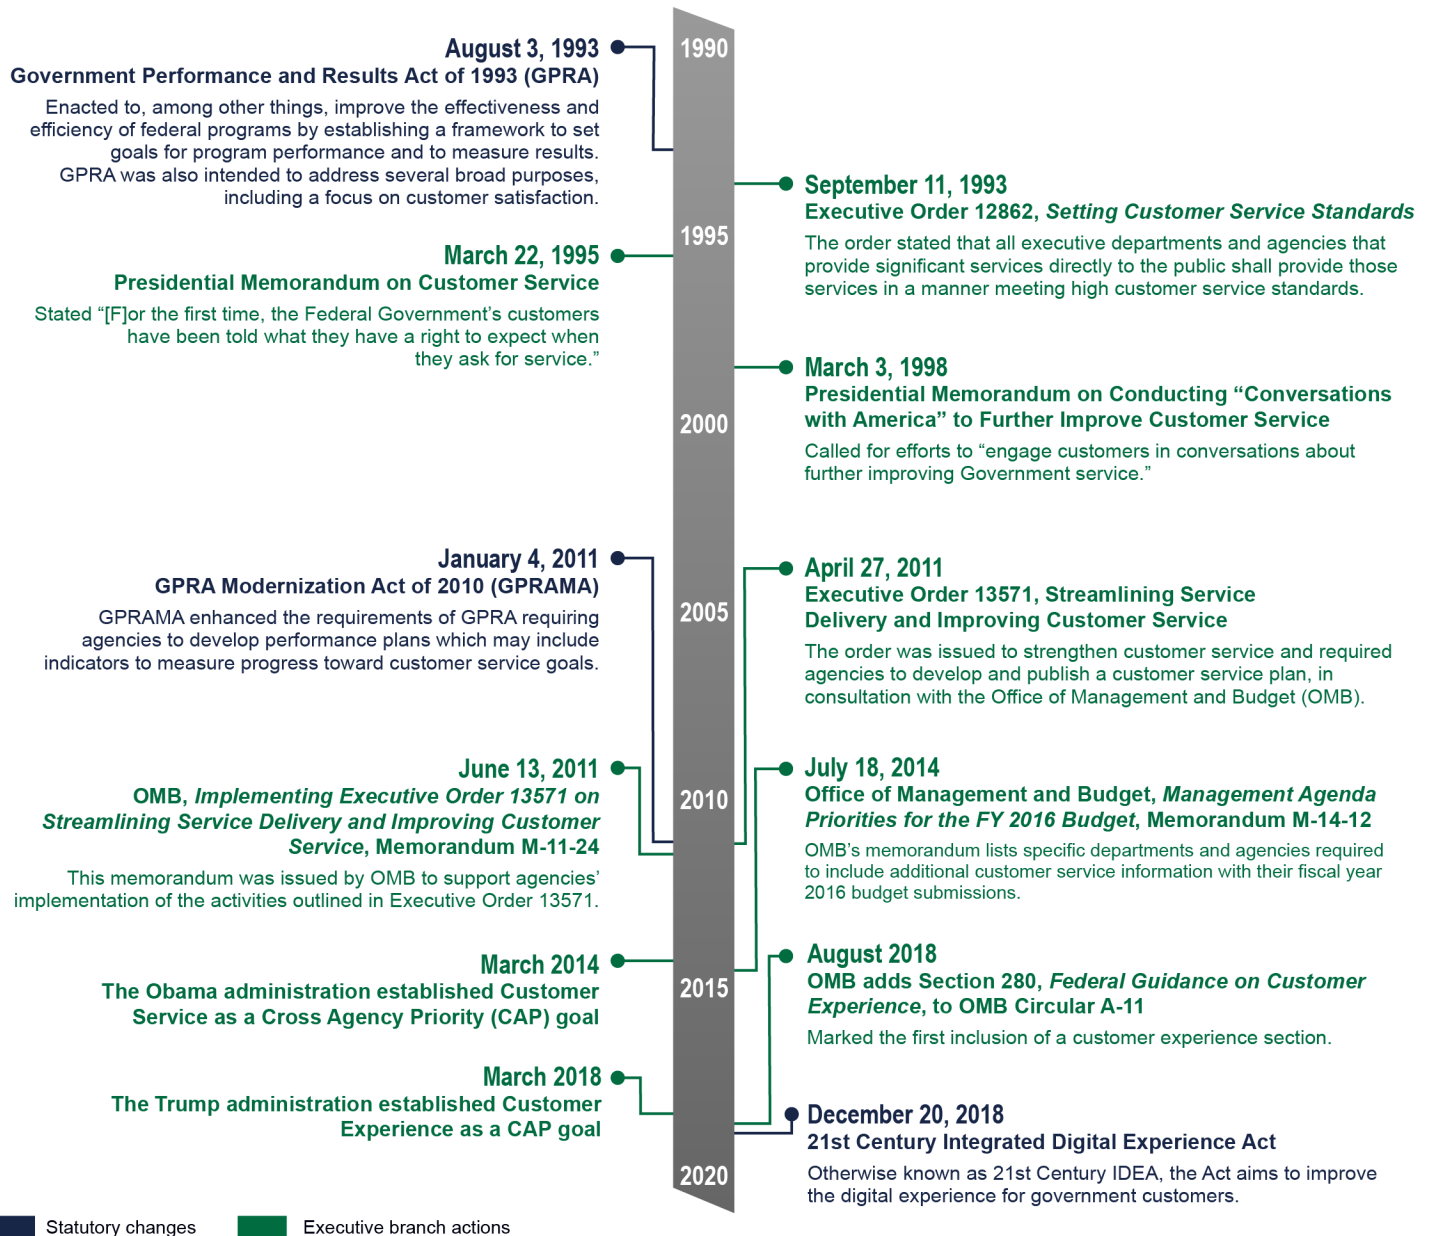 1990
August 3, 1993
Government Performance and Results Act of 1993 (GPRA)
Enacted to, among other things, improve the effectiveness and
efficiency of federal programs by establishing a framework to set
goals for program performance and to measure results.
GPRA was also intended to address several broad purposes,
including a focus on customer satisfaction.
September 11, 1993
Executive Order 12862, Setting Customer Service Standards
The order stated that all executive departments and agencies that
provide significant services directly to the public shall provide those
services in a manner meeting high customer service standards.
1995
March 22, 1995
Presidential Memorandum on Customer Service
Stated “[F]or the first time, the Federal Government’s customers
have been told what they have a right to expect when
they ask for service.”
March 3, 1998
Presidential Memorandum on Conducting “Conversations
with America” to Further Improve Customer Service
Called for efforts to “engage customers in conversations about
further improving Government service.”
2000
January 4, 2011
GPRA Modernization Act of 2010 (GPRAMA)
GPRAMA enhanced the requirements of GPRA requiring
agencies to develop performance plans which may include
indicators to measure progress toward customer service goals.
April 27, 2011
Executive Order 13571, Streamlining Service
Delivery and Improving Customer Service
The order was issued to strengthen customer service and required
agencies to develop and publish a customer service plan, in
consultation with the Office of Management and Budget (OMB).
2005
June 13, 2011
OMB, Implementing Executive Order 13571 on
Streamlining Service Delivery and Improving Customer
Service, Memorandum M-11-24
This memorandum was issued by OMB to support agencies’
implementation of the activities outlined in Executive Order 13571.
2010
July 18, 2014
Office of Management and Budget, Management Agenda
Priorities for the FY 2016 Budget, Memorandum M-14-12
OMB’s memorandum lists specific departments and agencies required
to include additional customer service information with their fiscal year
2016 budget submissions.
March 2014
The Obama administration established Customer
Service as a Cross Agency Priority (CAP) goal
2015
August 2018
OMB adds Section 280, Federal Guidance on Customer
Experience, to OMB Circular A-11
Marked the first inclusion of a customer experience section.
March 2018
The Trump administration established Customer
Experience as a CAP goal
December 20, 2018
21st Century Integrated Digital Experience Act
Otherwise known as 21st Century IDEA, the Act aims to improve
the digital experience for government customers.
2020
Statutory changes
Executive branch actions